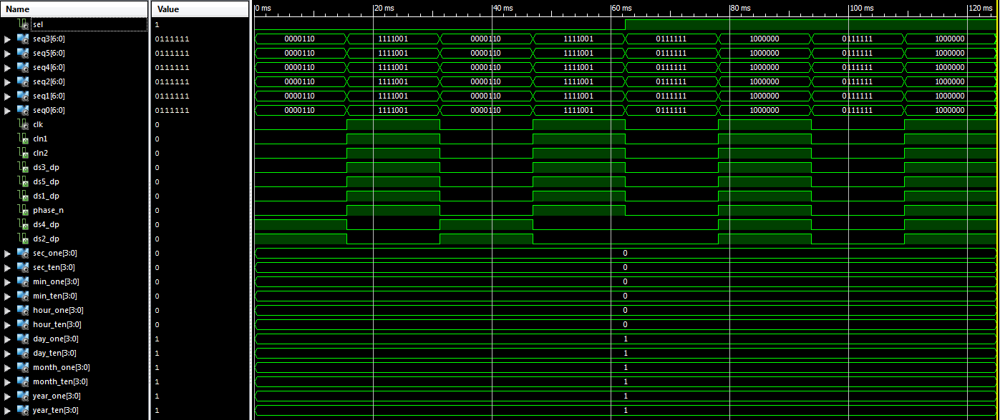 Name Value 0 ms 20 ms 40 ms 60 ms 80 ms 100 ms 120 ms
sel 1
seq3[6:0] 0111111 0000110 1111001 0000110 1111001 0111111 1000000 0111111 1000000
seq5[6:0] 0111111 0000110 1111001 0000110 1111001 0111111 1000000 0111111 1000000
seq4[6:0] 0111111 0000110 1111001 0000110 1111001 0111111 1000000 0111111 1000000
seq2[6:0] 0111111 0000110 1111001 0000110 1111001 0111111 1000000 0111111 1000000
seq1[6:0] 0111111 0000110 1111001 0000110 1111001 0111111 1000000 0111111 1000000
seq0[6:0] 0111111 0000110 1111001 0000110 1111001 0111111 1000000 0111111 1000000
clk 0
cln1 0
cln2 0
ds3_dp 0
ds5_dp 0
ds1_dp 0
phase_n 0
ds4_dp 0
ds2_dp 0
sec_one[3:0] 0 0
sec_ten[3:0] 0 0
min_one[3:0] 0 0
min_ten[3:0] 0 0
hour_one[3:0] 0 0
hour_ten[3:0] 0 0
day_one[3:0] 1 1
day_ten[3:0] 1 1
month_one[3:0] 1 1
month_ten[3:0] 1 1
year_one[3:0] 1 1
year_ten[3:0] 1 1